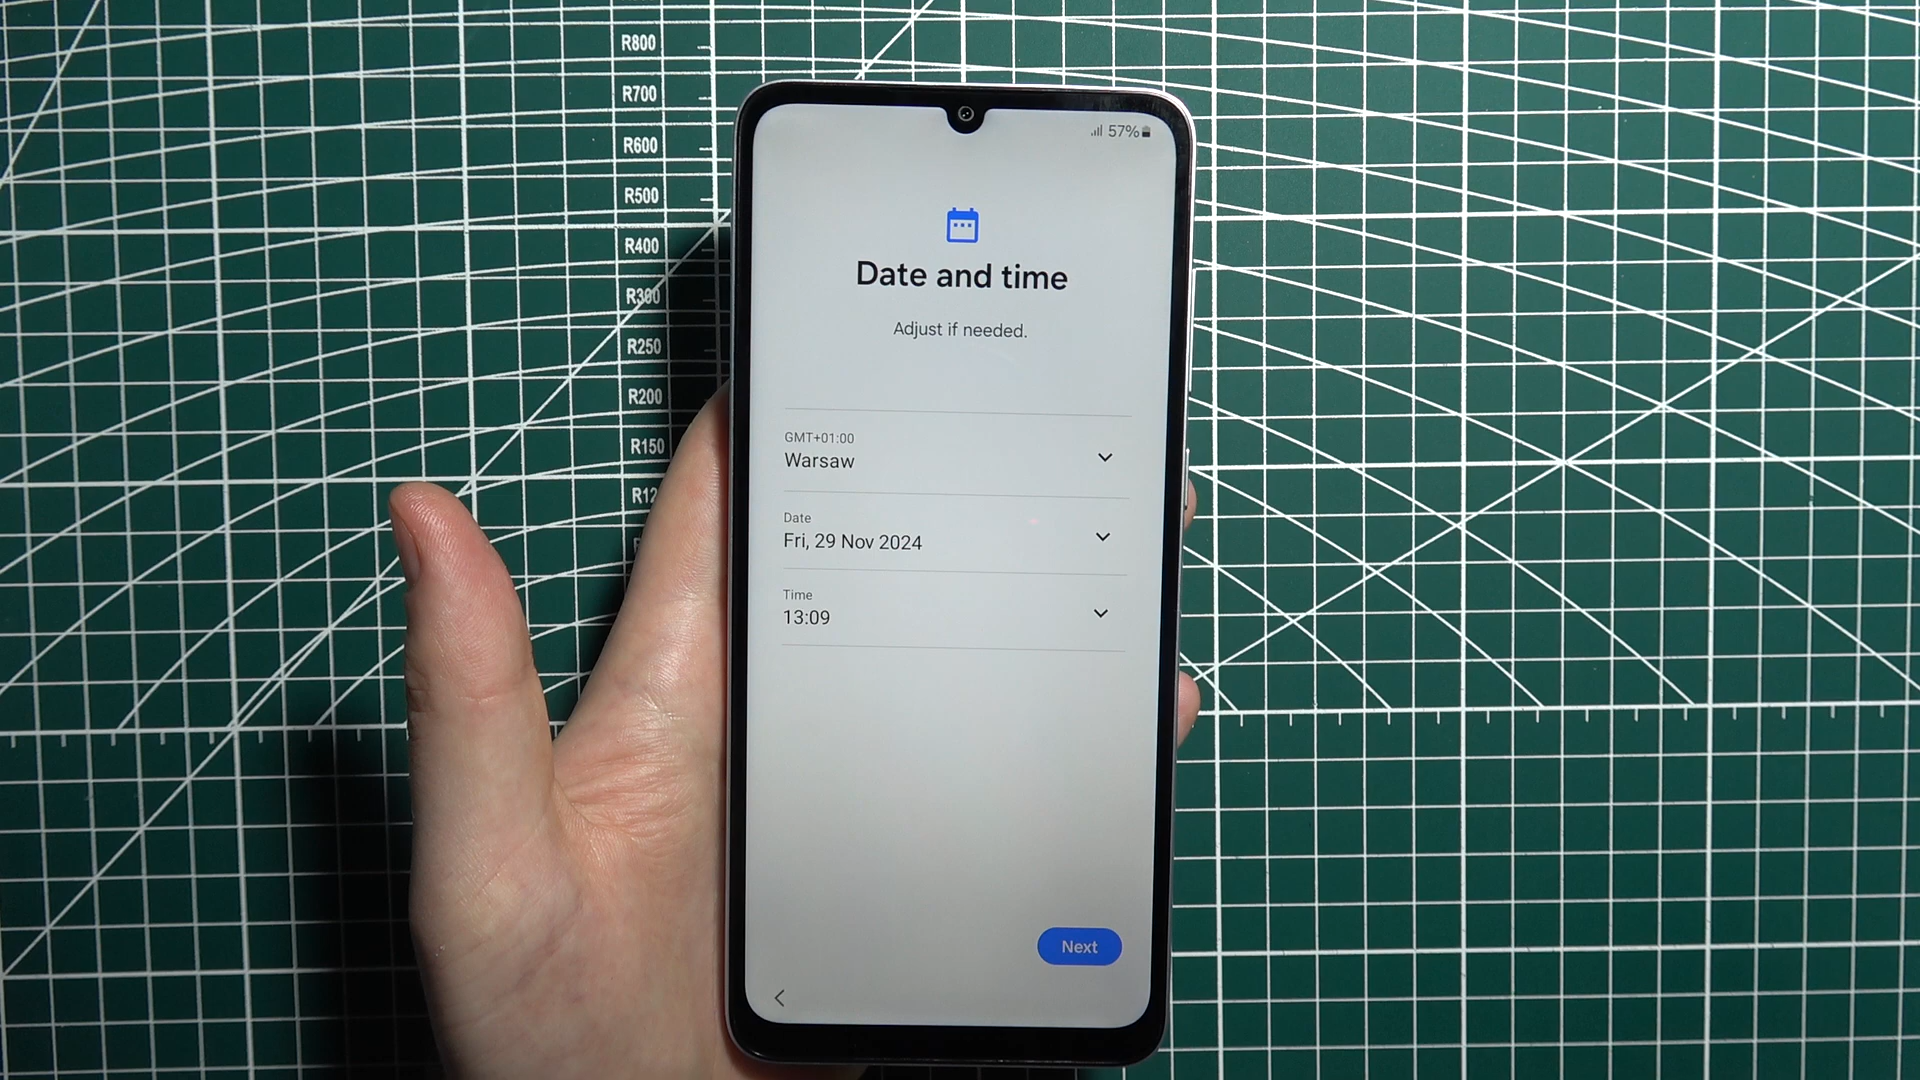 R800
R700
R600
R500
R400
R300
R250
R200
R150
57%
Date and time
Adjust if needed.
GMT+01:00
Warsaw
Date
Fri, 29 Nov 2024
Time
13:09
Next